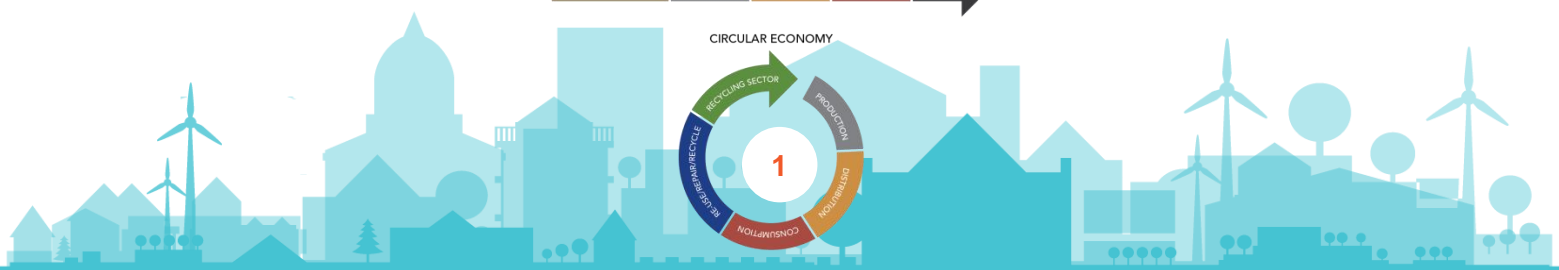 CIRCULAR ECONOMY
RECYCLING SECTOR
PRODUCTION
DISTRIBUTION
CONSUMPTION
RE-USE/REPAIR/RECYCLE
1